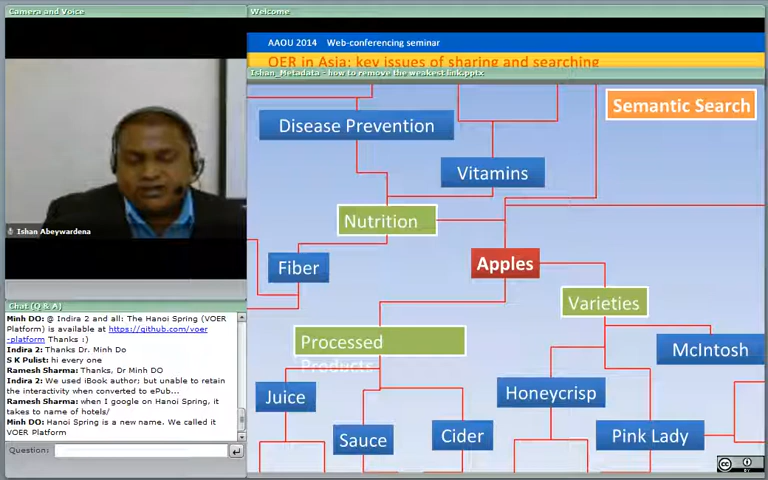 Camera and Voice
Ishan Abeywardena
Chat (Q & A)
Minh DO: @ Indira 2 and all: The Hanoi Spring (VOER
Platform) is available at https://github.com/voer
-platform Thanks :)
Indira 2: Thanks Dr. Minh Do
S K Pulist: hi every one
Ramesh Sharma: Thanks, Dr Minh DO
Indira 2: We used iBook author; but unable to retain
the interactivity when converted to ePub...
Ramesh Sharma: when I google on Hanoi Spring, it
takes to name of hotels/
Minh DO: Hanoi Spring is a new name. We called it
VOER Platform
Question:
Welcome
AAOU 2014 Web-conferencing seminar
OER in Asia: key issues of sharing and searching
Ishan_Metadata - how to remove the weakest link.pptx
Semantic Search
Disease Prevention
Vitamins
Nutrition
Apples
Fiber
Varieties
Processed
Products
McIntosh
Juice
Honeycrisp
Sauce
Cider
Pink Lady
cc
BY